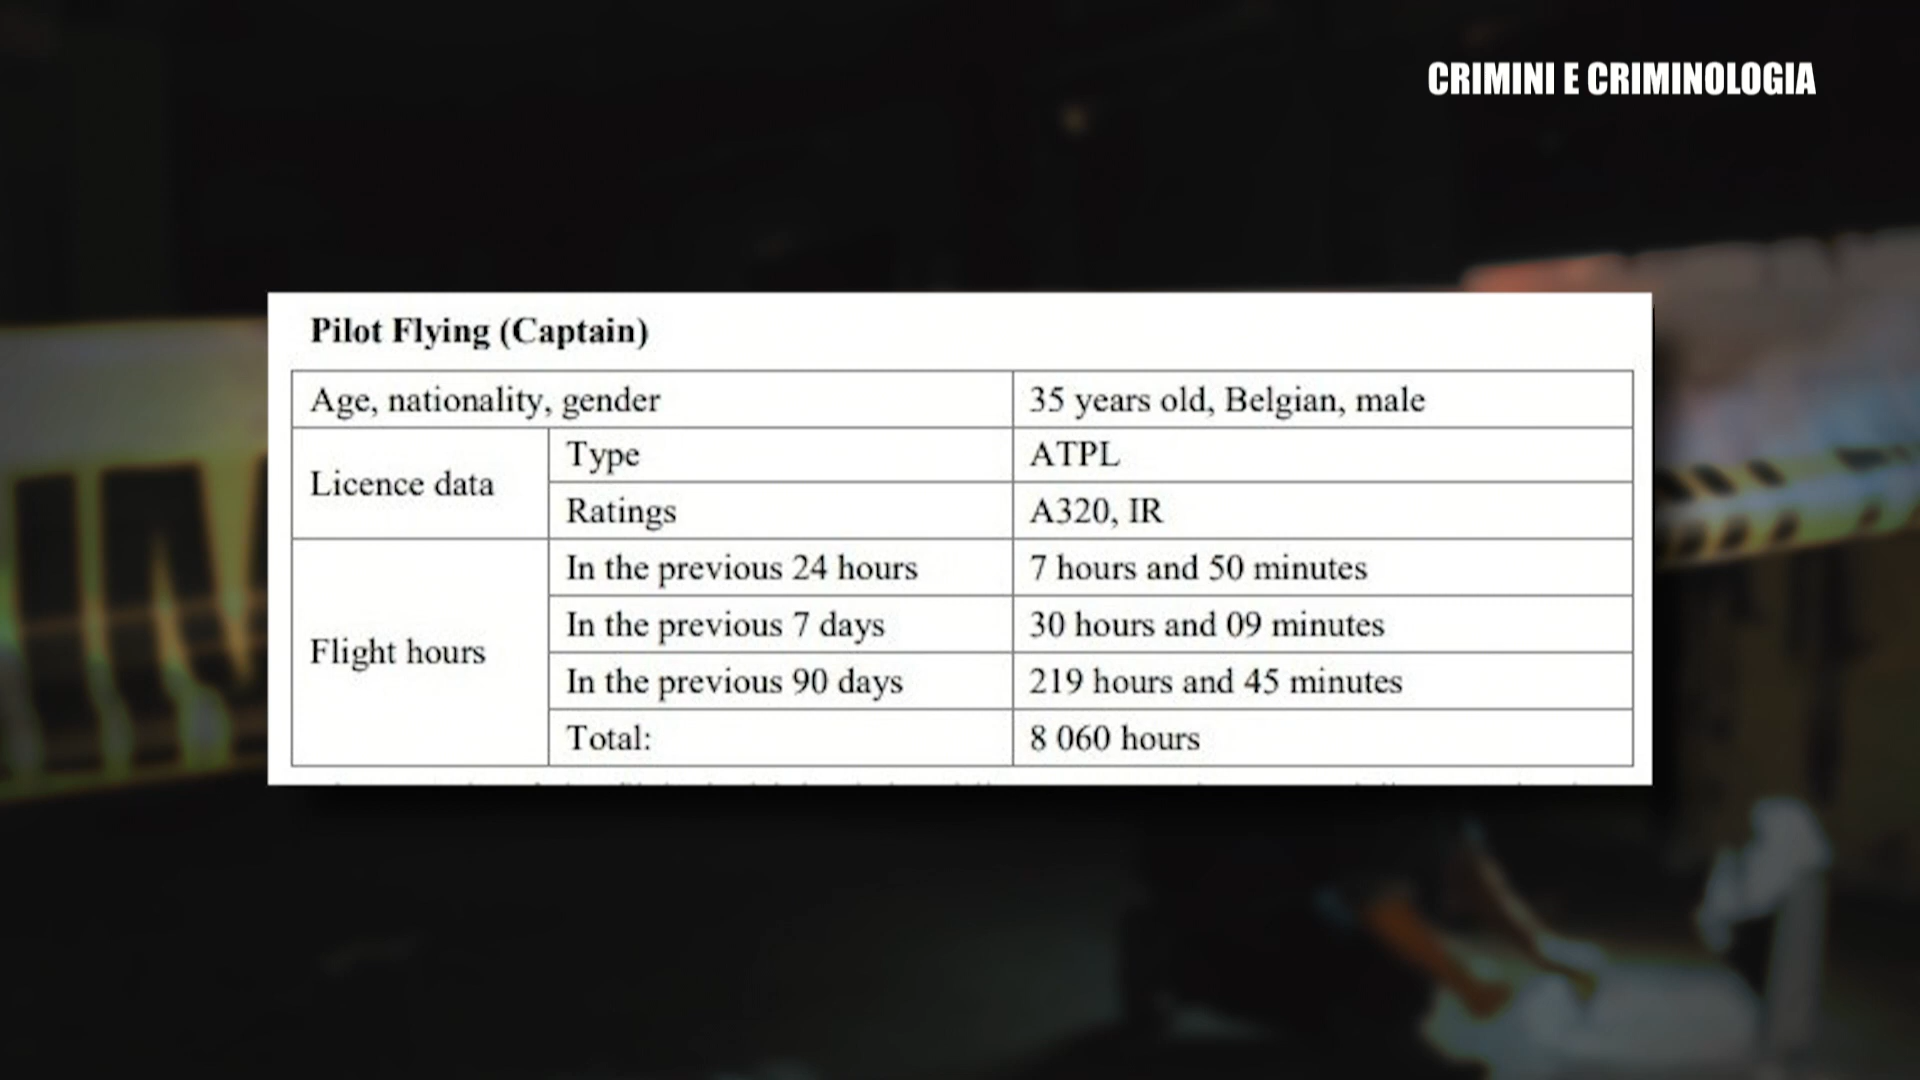 CRIMINI E CRIMINOLOGIA
Pilot Flying (Captain)
Age, nationality, gender 35 years old, Belgian, male
Licence data
Type ATPL
Ratings A320, IR
Flight hours
In the previous 24 hours 7 hours and 50 minutes
In the previous 7 days 30 hours and 09 minutes
In the previous 90 days 219 hours and 45 minutes
Total: 8 060 hours